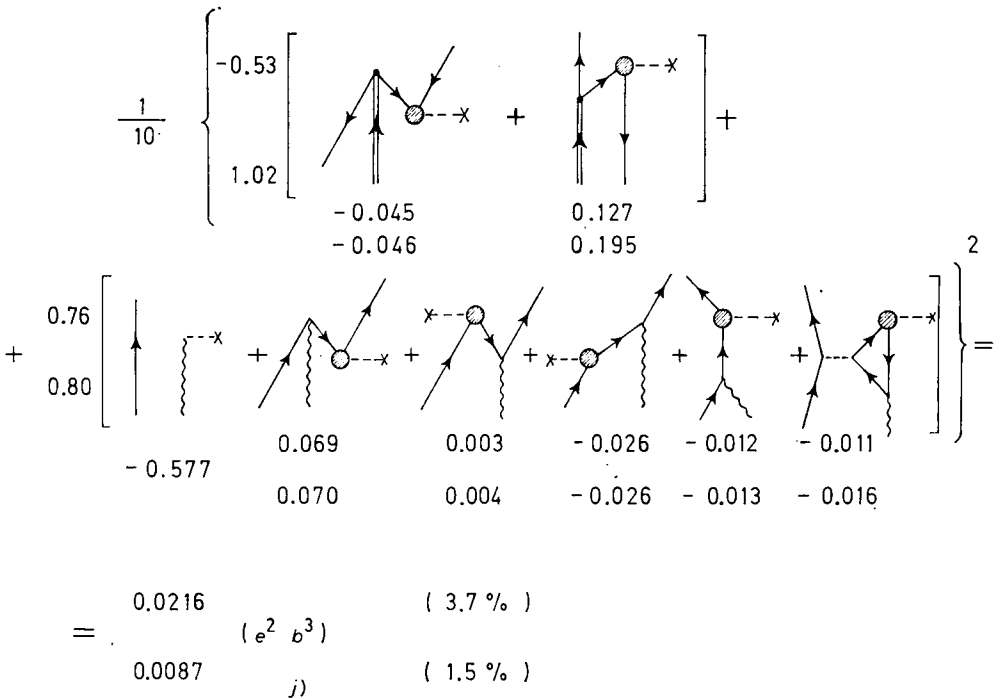 1/10 { -0.53 [ --x + --x ] +
1.02
-0.045 0.127
-0.046 0.195
2
+ 0.76 [ --x + --x + x-- + x-- + --x + --x ] } =
0.80
-0.577 0.069 0.003 -0.026 -0.012 -0.011
0.070 0.004 -0.026 -0.013 -0.016
= 0.0216 (e² b³) (3.7 %)
0.0087 (1.5 %)
j)